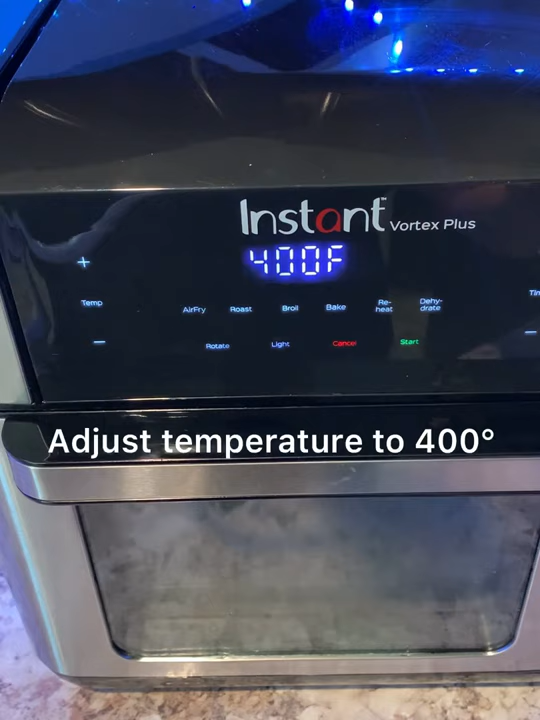 Instant™ Vortex Plus
400F
+
Temp
AirFry Roast Broil Bake Re-heat Dehy-drate
—
Rotate Light Cancel Start
—
Adjust temperature to 400°